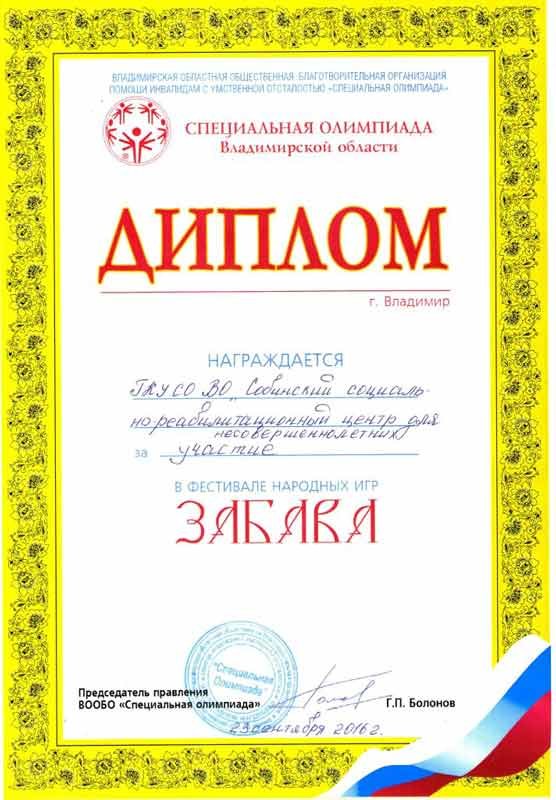 ВЛАДИМИРСКАЯ ОБЛАСТНАЯ ОБЩЕСТВЕННАЯ БЛАГОТВОРИТЕЛЬНАЯ ОРГАНИЗАЦИЯ
ПОМОЩИ ИНВАЛИДАМ С УМСТВЕННОЙ ОТСТАЛОСТЬЮ «СПЕЦИАЛЬНАЯ ОЛИМПИАДА»
СПЕЦИАЛЬНАЯ ОЛИМПИАДА
Владимирской области
ДИПЛОМ
г. Владимир
НАГРАЖДАЕТСЯ
ГКУСО ВО „Собинский социаль-
но реабилитационный центр для
несовершеннолетних"
за участие
В ФЕСТИВАЛЕ НАРОДНЫХ ИГР
ЗАБАВА
"Специальная
Олимпиада"
Председатель правления
ВООБО «Специальная олимпиада»
Г.П. Болонов
23 сентября 2016 г.